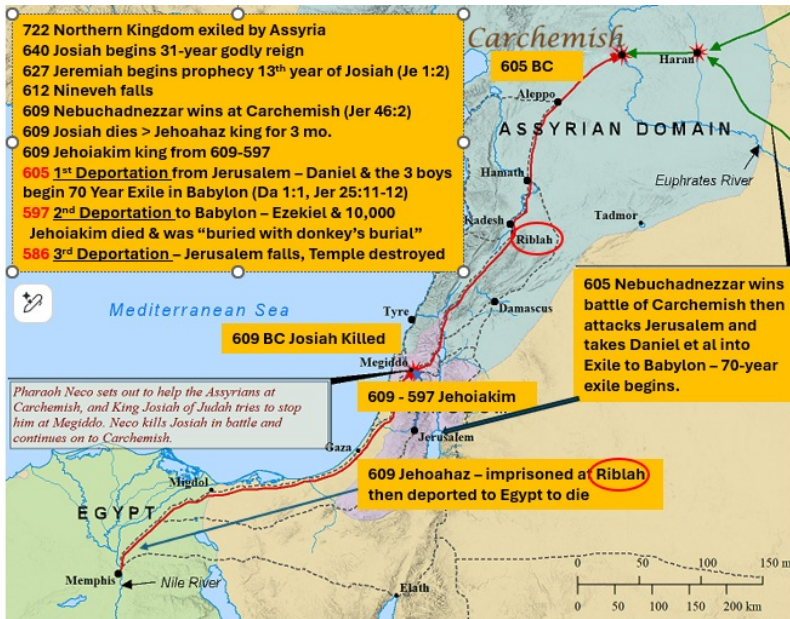 722 Northern Kingdom exiled by Assyria
640 Josiah begins 31-year godly reign
627 Jeremiah begins prophecy 13th year of Josiah (Je 1:2)
612 Nineveh falls
609 Nebuchadnezzar wins at Carchemish (Jer 46:2)
609 Josiah dies > Jehoahaz king for 3 mo.
609 Jehoiakim king from 609-597
605 1st Deportation from Jerusalem – Daniel & the 3 boys
begin 70 Year Exile in Babylon (Da 1:1, Jer 25:11-12)
597 2nd Deportation to Babylon – Ezekiel & 10,000
Jehoiakim died & was “buried with donkey’s burial”
586 3rd Deportation – Jerusalem falls, Temple destroyed
Carchemish
605 BC
Haran
Aleppo
ASSYRIAN DOMAIN
Euphrates River
Hamath
Kadesh
Tadmor
Riblah
Mediterranean Sea
Tyre
Damascus
605 Nebuchadnezzar wins
battle of Carchemish then
attacks Jerusalem and
takes Daniel et al into
Exile to Babylon – 70-year
exile begins.
609 BC Josiah Killed
Megiddo
Pharaoh Neco sets out to help the Assyrians at
Carchemish, and King Josiah of Judah tries to stop
him at Megiddo. Neco kills Josiah in battle and
continues on to Carchemish.
609 - 597 Jehoiakim
Jerusalem
Gaza
609 Jehoahaz – imprisoned at Riblah
then deported to Egypt to die
Migdol
EGYPT
Memphis
Nile River
Elath
0 50 100 150 m
0 50 100 150 200 km